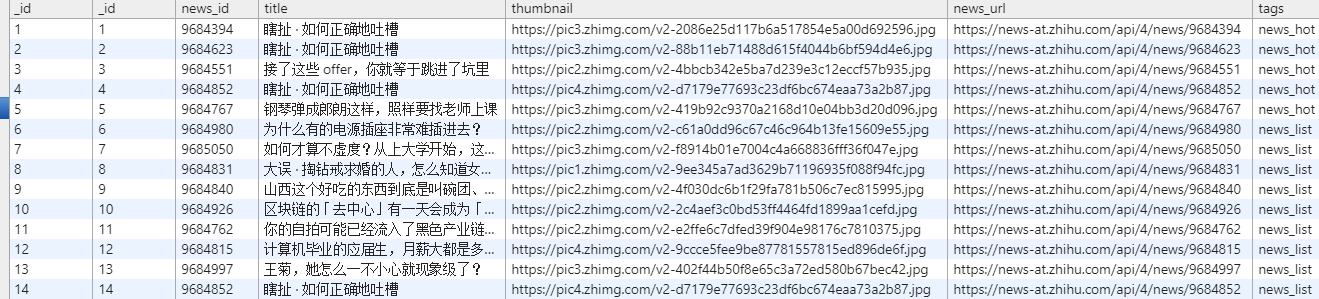 _id _id news_id title thumbnail news_url tags
1 1 9684394 瞎扯 · 如何正确地吐槽 https://pic3.zhimg.com/v2-2086e25d117b6a517854e5a00d692596.jpg https://news-at.zhihu.com/api/4/news/9684394 news_hot
2 2 9684623 瞎扯 · 如何正确地吐槽 https://pic3.zhimg.com/v2-88b11eb71488d615f4044b6bf594d4e6.jpg https://news-at.zhihu.com/api/4/news/9684623 news_hot
3 3 9684551 接了这些 offer，你就等于跳进了坑里 https://pic2.zhimg.com/v2-4bbcb342e5ba7d239e3c12eccf57b935.jpg https://news-at.zhihu.com/api/4/news/9684551 news_hot
4 4 9684852 瞎扯 · 如何正确地吐槽 https://pic4.zhimg.com/v2-d7179e77693c23df6bc674eaa73a2b87.jpg https://news-at.zhihu.com/api/4/news/9684852 news_hot
5 5 9684767 钢琴弹成郎朗这样，照样要找老师上课 https://pic3.zhimg.com/v2-419b92c9370a2168d10e04bb3d20d096.jpg https://news-at.zhihu.com/api/4/news/9684767 news_hot
6 6 9684980 为什么有的电源插座非常难插进去？ https://pic2.zhimg.com/v2-c61a0dd96c67c46c964b13fe15609e55.jpg https://news-at.zhihu.com/api/4/news/9684980 news_list
7 7 9685050 如何才算不虚度？从上大学开始，这... https://pic4.zhimg.com/v2-f8914b01e7004c4a668836fff36f047e.jpg https://news-at.zhihu.com/api/4/news/9685050 news_list
8 8 9684831 大误 · 掏钻戒求婚的人，怎么知道女... https://pic1.zhimg.com/v2-9ee345a7ad3629b71196935f088f94fc.jpg https://news-at.zhihu.com/api/4/news/9684831 news_list
9 9 9684840 山西这个好吃的东西到底是叫碗团、... https://pic2.zhimg.com/v2-4f030dc6b1f29fa781b506c7ec815995.jpg https://news-at.zhihu.com/api/4/news/9684840 news_list
10 10 9684926 区块链的「去中心」有一天会成为「... https://pic2.zhimg.com/v2-2c4aef3c0bd53ff4464fd1899aa1cefd.jpg https://news-at.zhihu.com/api/4/news/9684926 news_list
11 11 9684762 你的自拍可能已经流入了黑色产业链... https://pic2.zhimg.com/v2-e2ffe6c7dfed39f904e98176c7810375.jpg https://news-at.zhihu.com/api/4/news/9684762 news_list
12 12 9684815 计算机毕业的应届生，月薪大都是多... https://pic4.zhimg.com/v2-9ccce5fee9be87781557815ed896de6f.jpg https://news-at.zhihu.com/api/4/news/9684815 news_list
13 13 9684997 王菊，她怎么一不小心就现象级了？ https://pic3.zhimg.com/v2-402f44b50f8e65c3a72ed580b67bec42.jpg https://news-at.zhihu.com/api/4/news/9684997 news_list
14 14 9684852 瞎扯 · 如何正确地吐槽 https://pic4.zhimg.com/v2-d7179e77693c23df6bc674eaa73a2b87.jpg https://news-at.zhihu.com/api/4/news/9684852 news_list